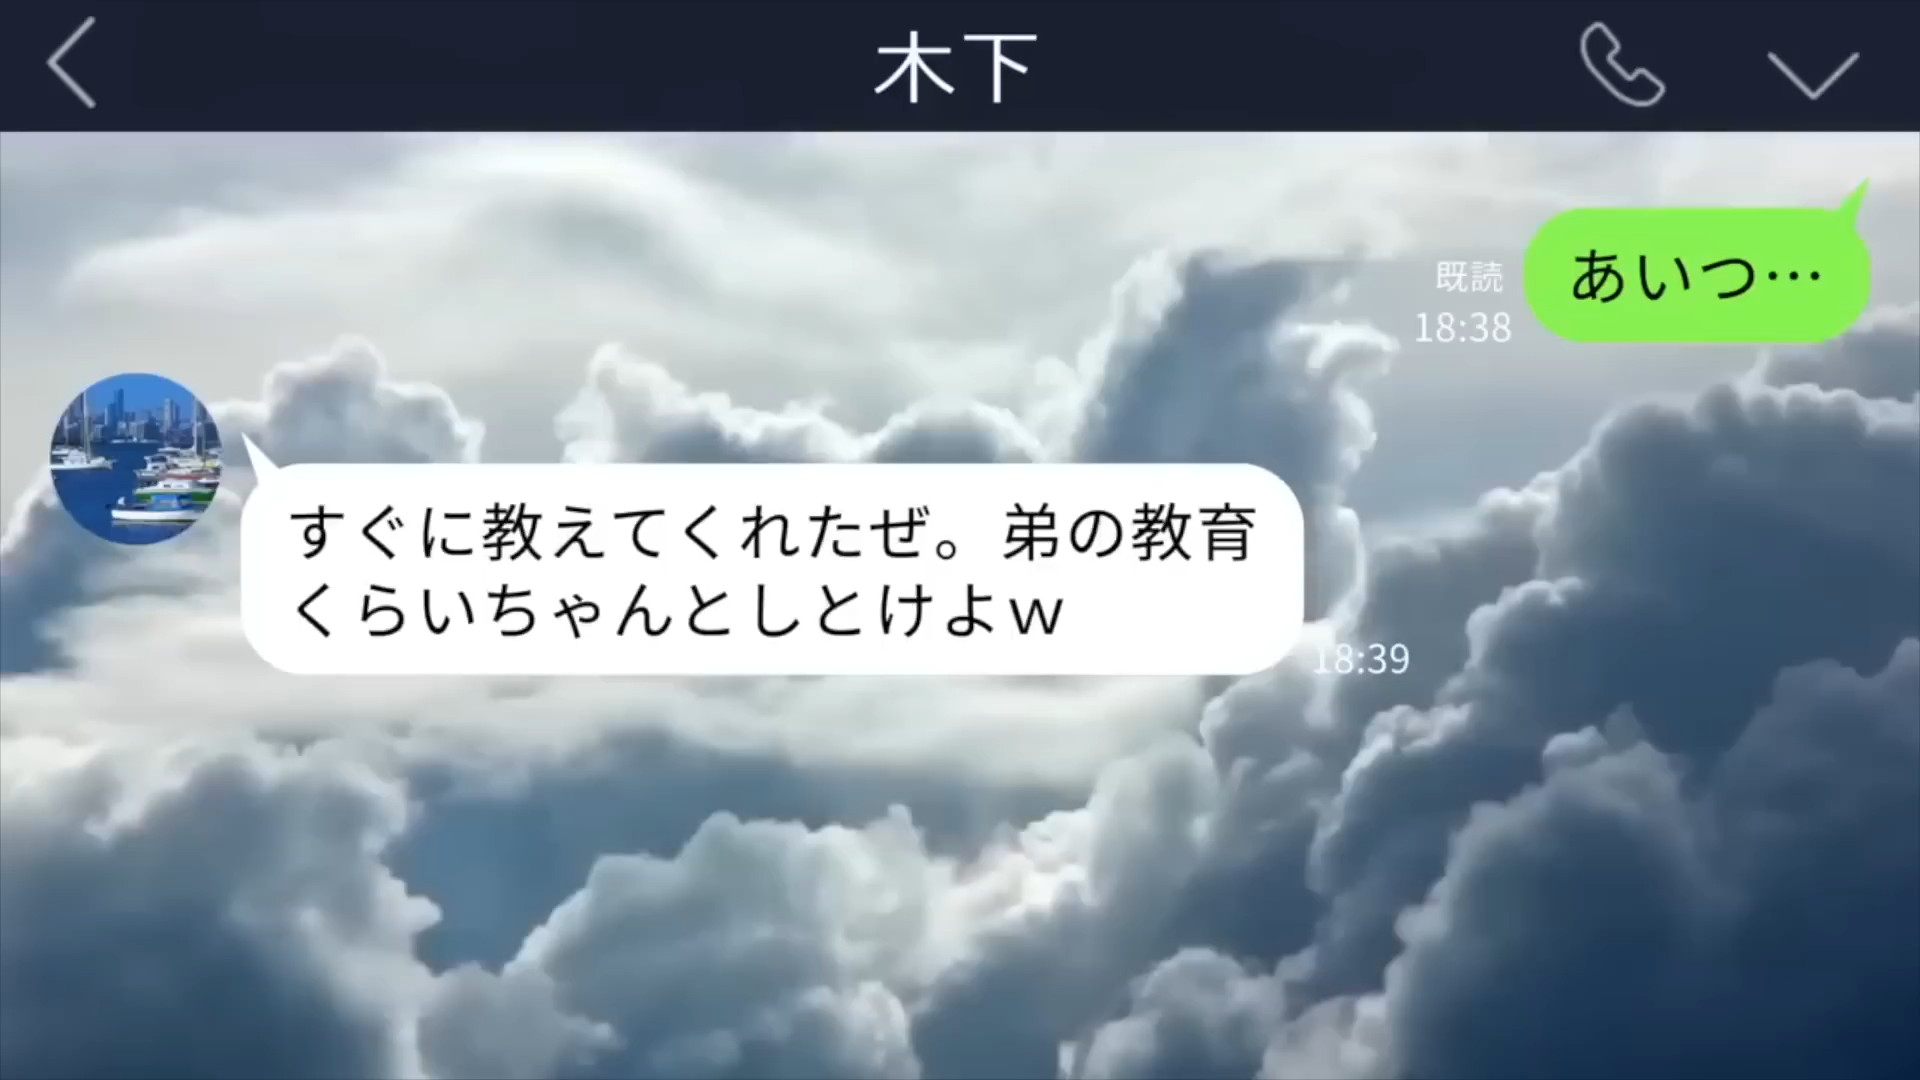 木下
あいつ…
既読
18:38
すぐに教えてくれたぜ。弟の教育
くらいちゃんとしとけよｗ
18:39